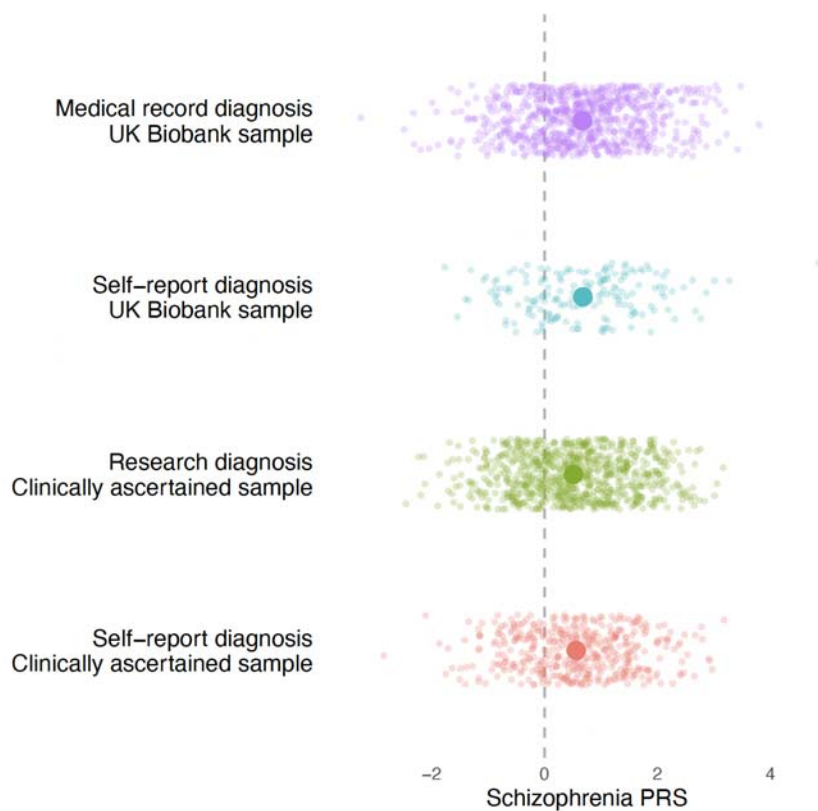 Medical record diagnosis
UK Biobank sample
Self−report diagnosis
UK Biobank sample
Research diagnosis
Clinically ascertained sample
Self−report diagnosis
Clinically ascertained sample
−2 0 2 4
Schizophrenia PRS